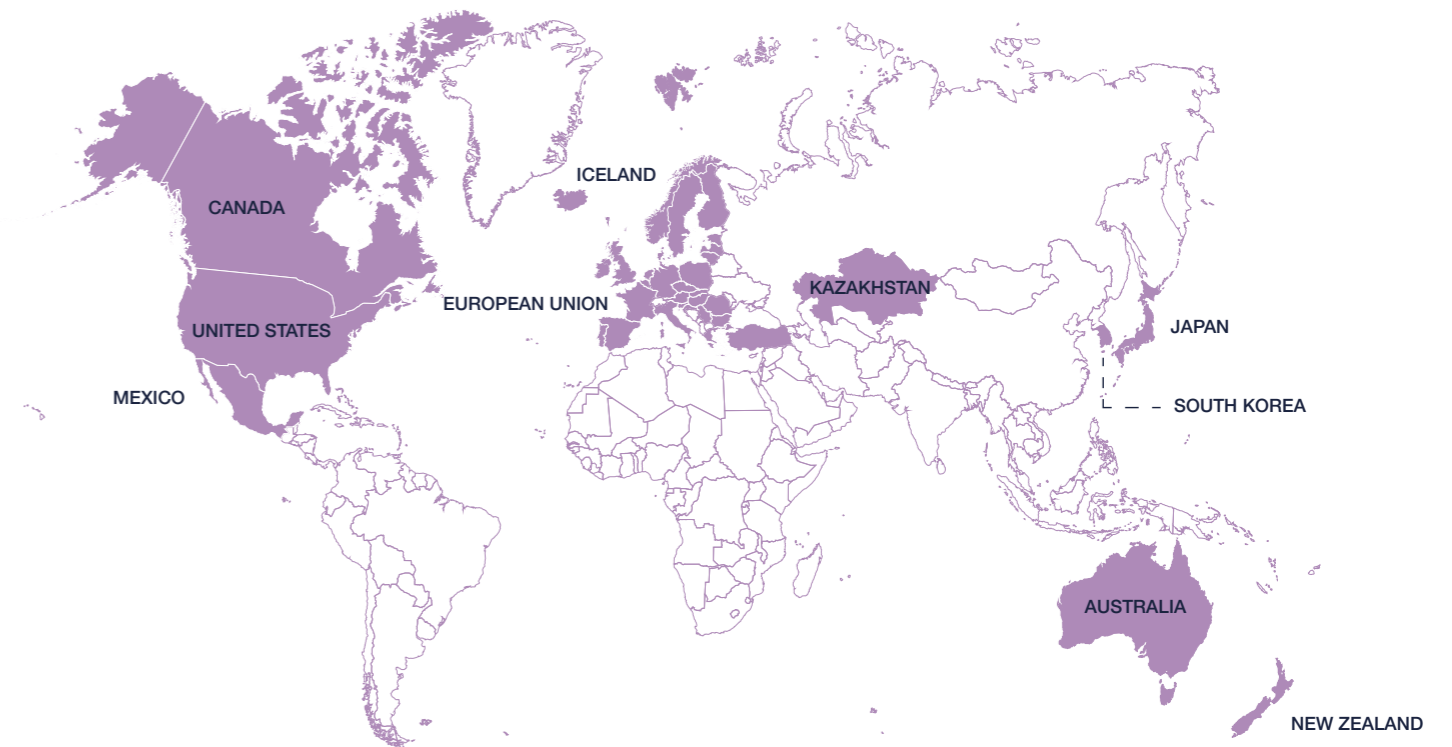 ICELAND
CANADA
KAZAKHSTAN
EUROPEAN UNION
UNITED STATES
JAPAN
MEXICO
SOUTH KOREA
AUSTRALIA
NEW ZEALAND